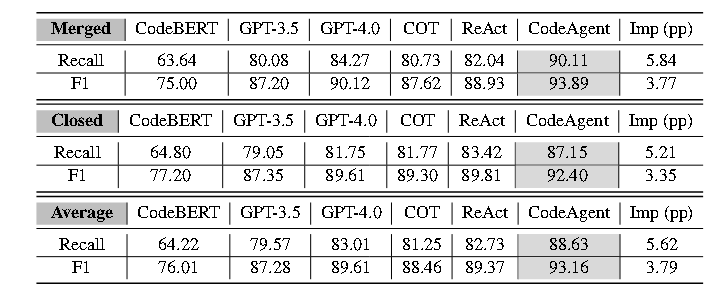 Merged CodeBERT GPT-3.5 GPT-4.0 COT ReAct CodeAgent Imp (pp)
Recall 63.64 80.08 84.27 80.73 82.04 90.11 5.84
F1 75.00 87.20 90.12 87.62 88.93 93.89 3.77
Closed CodeBERT GPT-3.5 GPT-4.0 COT ReAct CodeAgent Imp (pp)
Recall 64.80 79.05 81.75 81.77 83.42 87.15 5.21
F1 77.20 87.35 89.61 89.30 89.81 92.40 3.35
Average CodeBERT GPT-3.5 GPT-4.0 COT ReAct CodeAgent Imp (pp)
Recall 64.22 79.57 83.01 81.25 82.73 88.63 5.62
F1 76.01 87.28 89.61 88.46 89.37 93.16 3.79